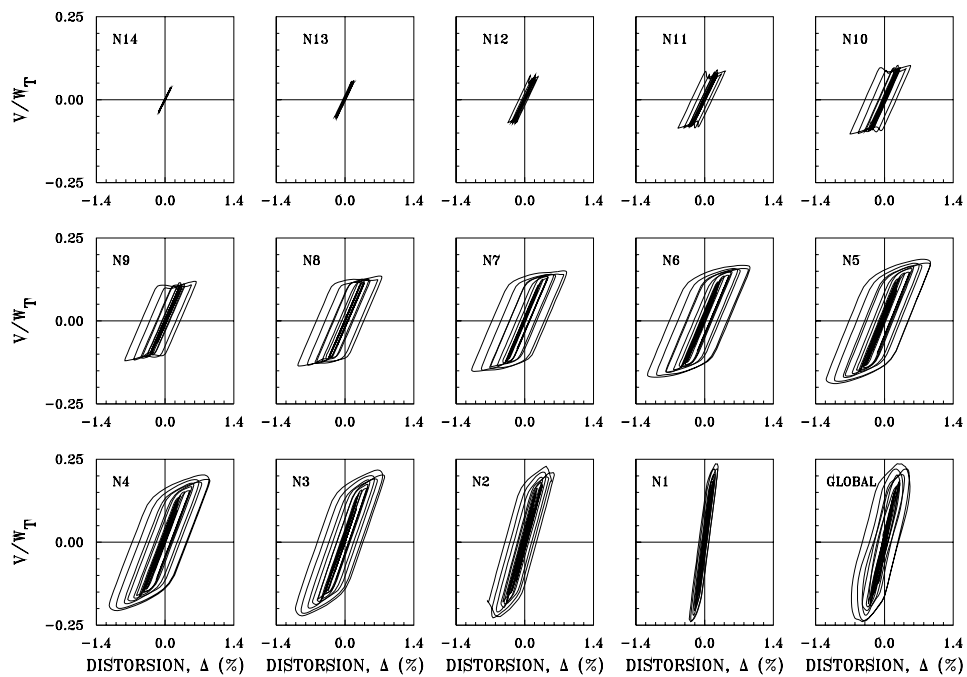 0.25
N14 N13 N12 N11 N10
V/W_T
0.00
-0.25
-1.4 0.0 1.4 -1.4 0.0 1.4 -1.4 0.0 1.4 -1.4 0.0 1.4 -1.4 0.0 1.4
0.25
N9 N8 N7 N6 N5
V/W_T
0.00
-0.25
-1.4 0.0 1.4 -1.4 0.0 1.4 -1.4 0.0 1.4 -1.4 0.0 1.4 -1.4 0.0 1.4
0.25
N4 N3 N2 N1 GLOBAL
V/W_T
0.00
-0.25
-1.4 0.0 1.4 -1.4 0.0 1.4 -1.4 0.0 1.4 -1.4 0.0 1.4 -1.4 0.0 1.4
DISTORSION, Δ (%) DISTORSION, Δ (%) DISTORSION, Δ (%) DISTORSION, Δ (%) DISTORSION, Δ (%)